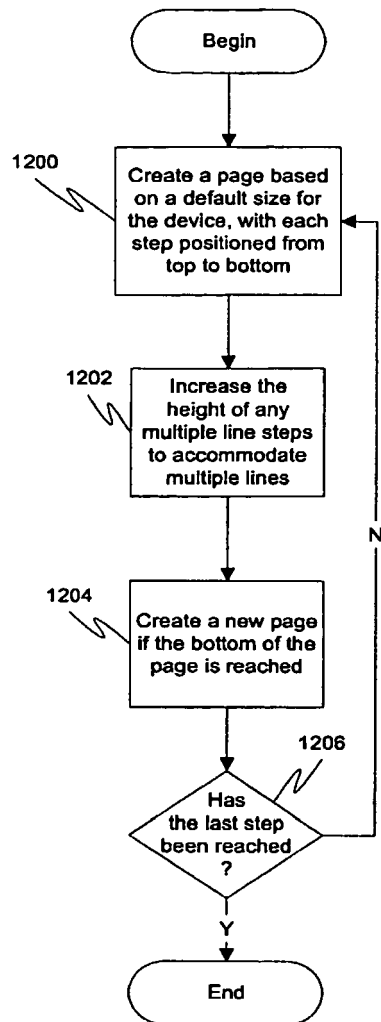 Begin
1200
Create a page based
on a default size for
the device, with each
step positioned from
top to bottom
1202
Increase the
height of any
multiple line steps
to accommodate
multiple lines
N
1204
Create a new page
if the bottom of the
page is reached
1206
Has
the last step
been reached
?
Y
End